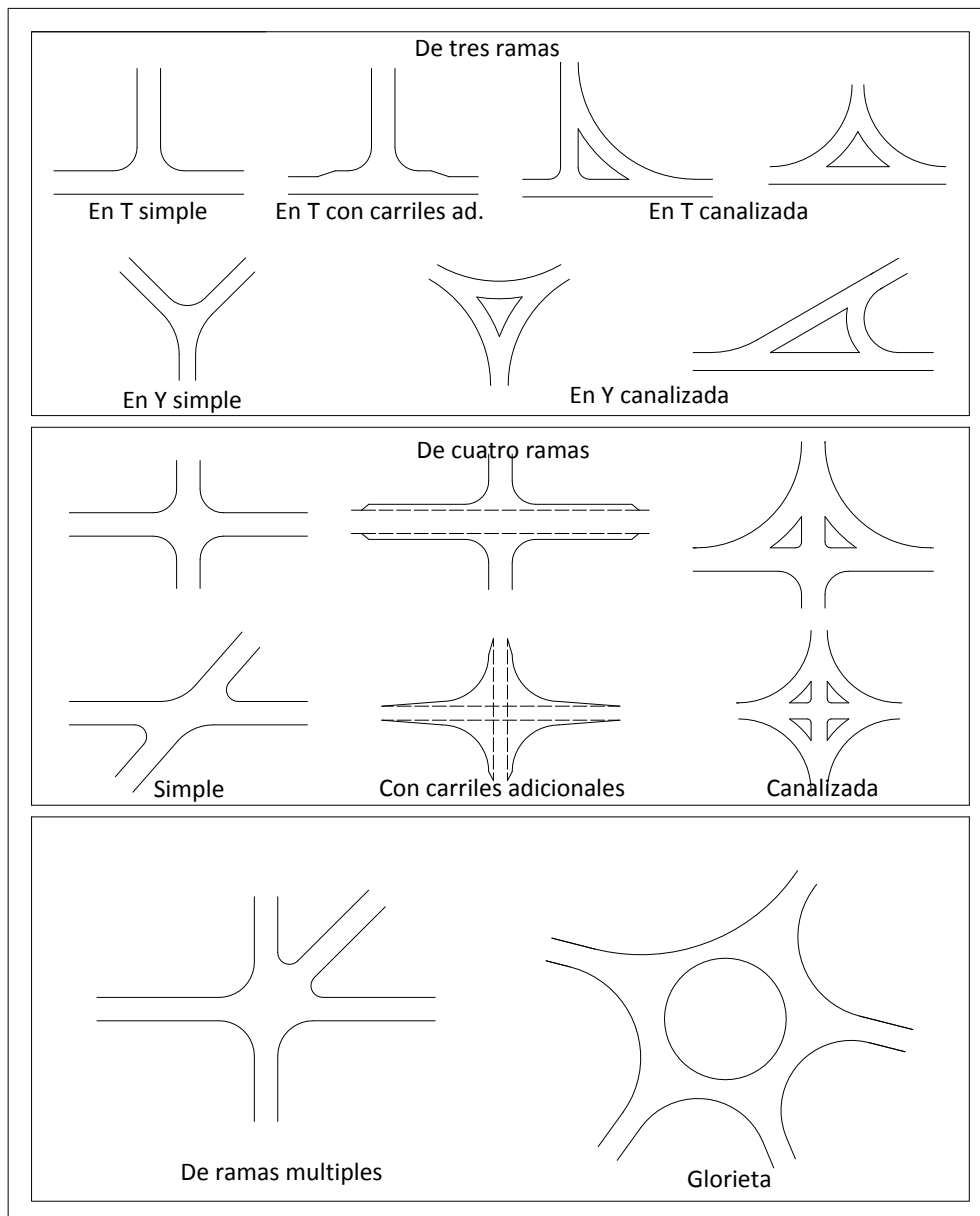 De tres ramas
En T simple
En T con carriles ad.
En T canalizada
En Y simple
En Y canalizada
De cuatro ramas
Simple
Con carriles adicionales
Canalizada
De ramas multiples
Glorieta